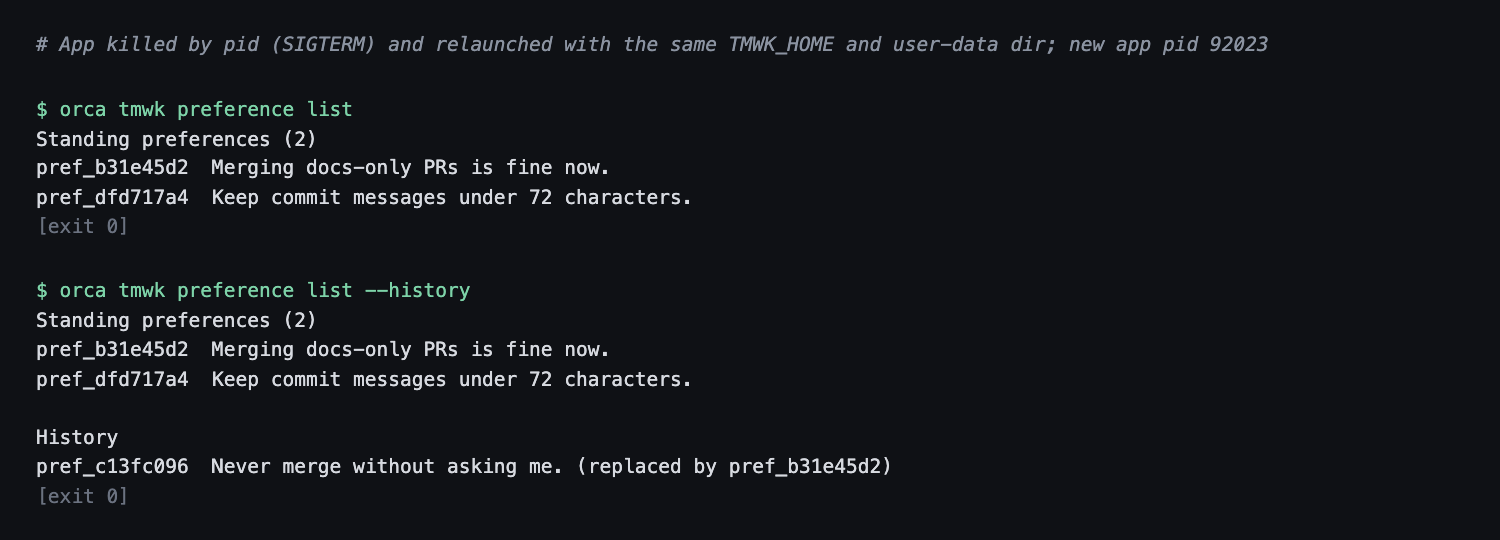 # App killed by pid (SIGTERM) and relaunched with the same TMWK_HOME and user-data dir; new app pid 92023
$ orca tmwk preference list
Standing preferences (2)
pref_b31e45d2  Merging docs-only PRs is fine now.
pref_dfd717a4  Keep commit messages under 72 characters.
[exit 0]
$ orca tmwk preference list --history
Standing preferences (2)
pref_b31e45d2  Merging docs-only PRs is fine now.
pref_dfd717a4  Keep commit messages under 72 characters.
History
pref_c13fc096  Never merge without asking me. (replaced by pref_b31e45d2)
[exit 0]